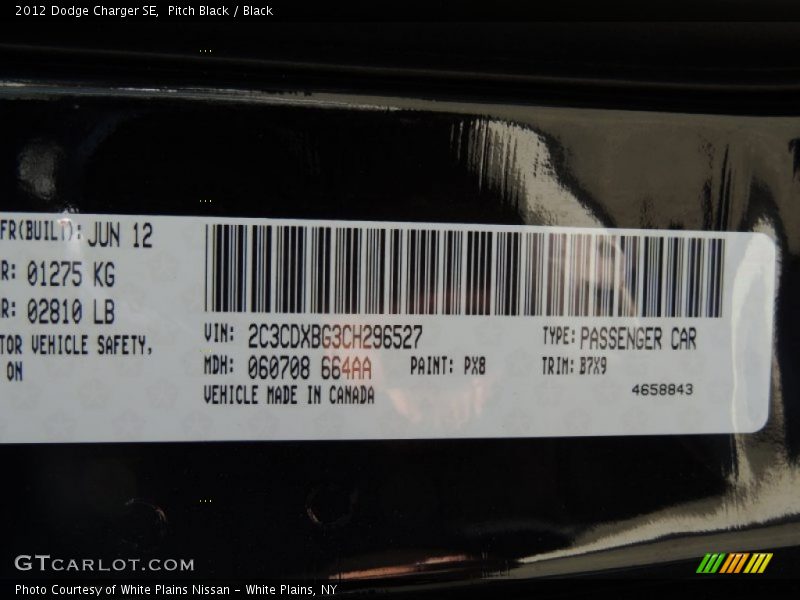 2012 Dodge Charger SE,  Pitch Black / Black
FR(BUILT): JUN 12
R: 01275 KG
R: 02810 LB
TOR VEHICLE SAFETY,
ON
VIN: 2C3CDXBG3CH296527
TYPE: PASSENGER CAR
MDH: 060708 664AA
PAINT: PX8
TRIM: B7X9
VEHICLE MADE IN CANADA
4658843
GTCARLOT.COM
Photo Courtesy of White Plains Nissan - White Plains, NY